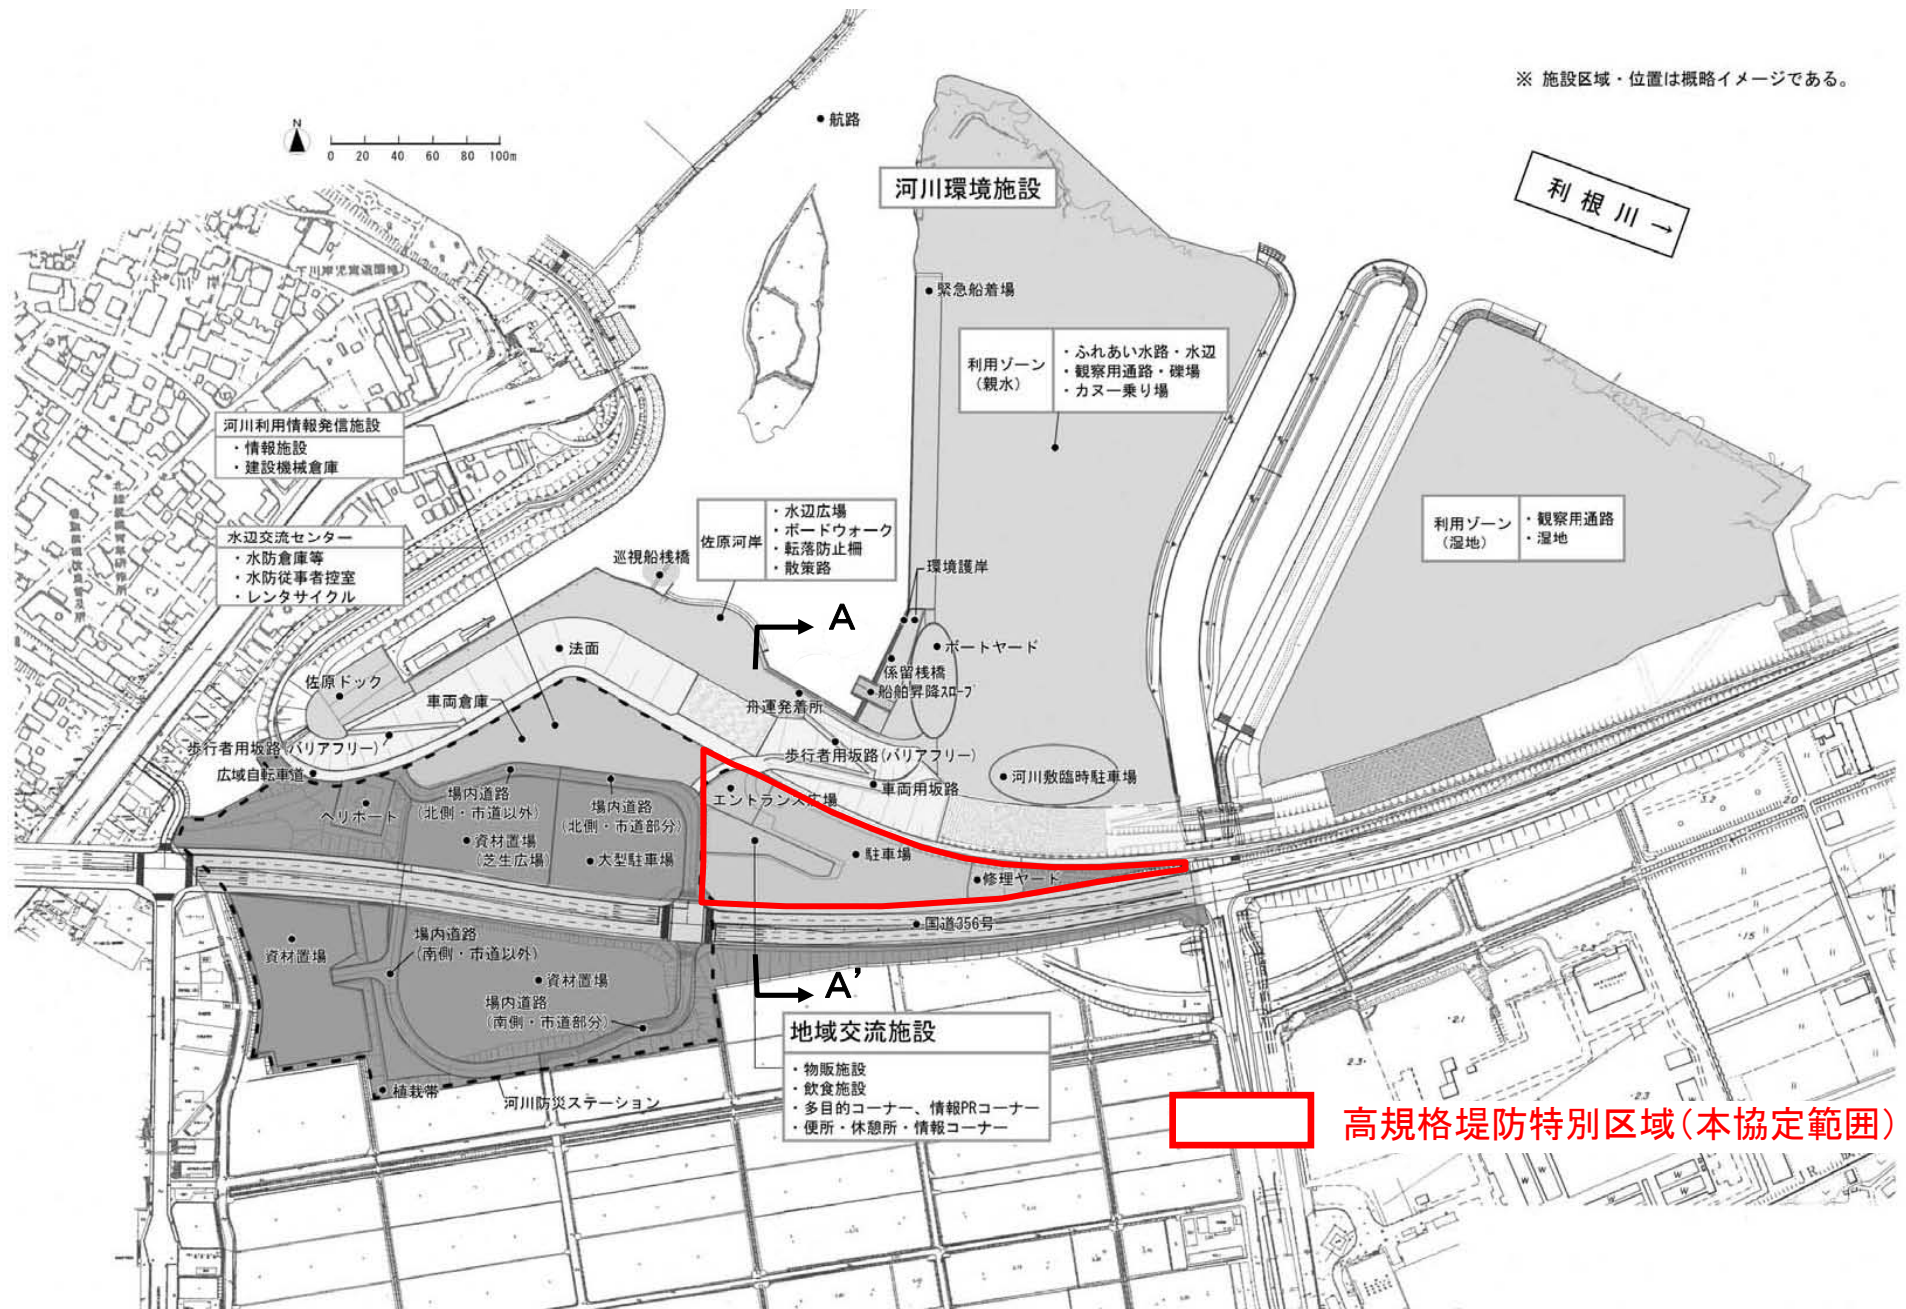 ※ 施設区域・位置は概略イメージである。
N
0 20 40 60 80 100m
航路
河川環境施設
利根川→
緊急船着場
利用ゾーン
(親水)
・ふれあい水路・水辺
・観察用通路・礫場
・カヌー乗り場
河川利用情報発信施設
・情報施設
・建設機械倉庫
水辺交流センター
・水防倉庫等
・水防従事者控室
・レンタサイクル
佐原河岸
・水辺広場
・ボードウォーク
・転落防止柵
・散策路
利用ゾーン
(湿地)
・観察用通路
・湿地
巡視船桟橋
環境護岸
A
法面
ボートヤード
係留桟橋
船舶昇降スロープ
佐原ドック
車両倉庫
舟運発着所
歩行者用坂路(バリアフリー)
歩行者用坂路(バリアフリー)
広域自転車道
河川敷臨時駐車場
車両用坂路
エントランス広場
ヘリポート
場内道路
(北側・市道以外)
場内道路
(北側・市道部分)
資材置場
(芝生広場)
大型駐車場
駐車場
修理ヤード
国道356号
資材置場
場内道路
(南側・市道以外)
資材置場
場内道路
(南側・市道部分)
A'
植栽帯
河川防災ステーション
地域交流施設
・物販施設
・飲食施設
・多目的コーナー、情報PRコーナー
・便所・休憩所・情報コーナー
高規格堤防特別区域(本協定範囲)